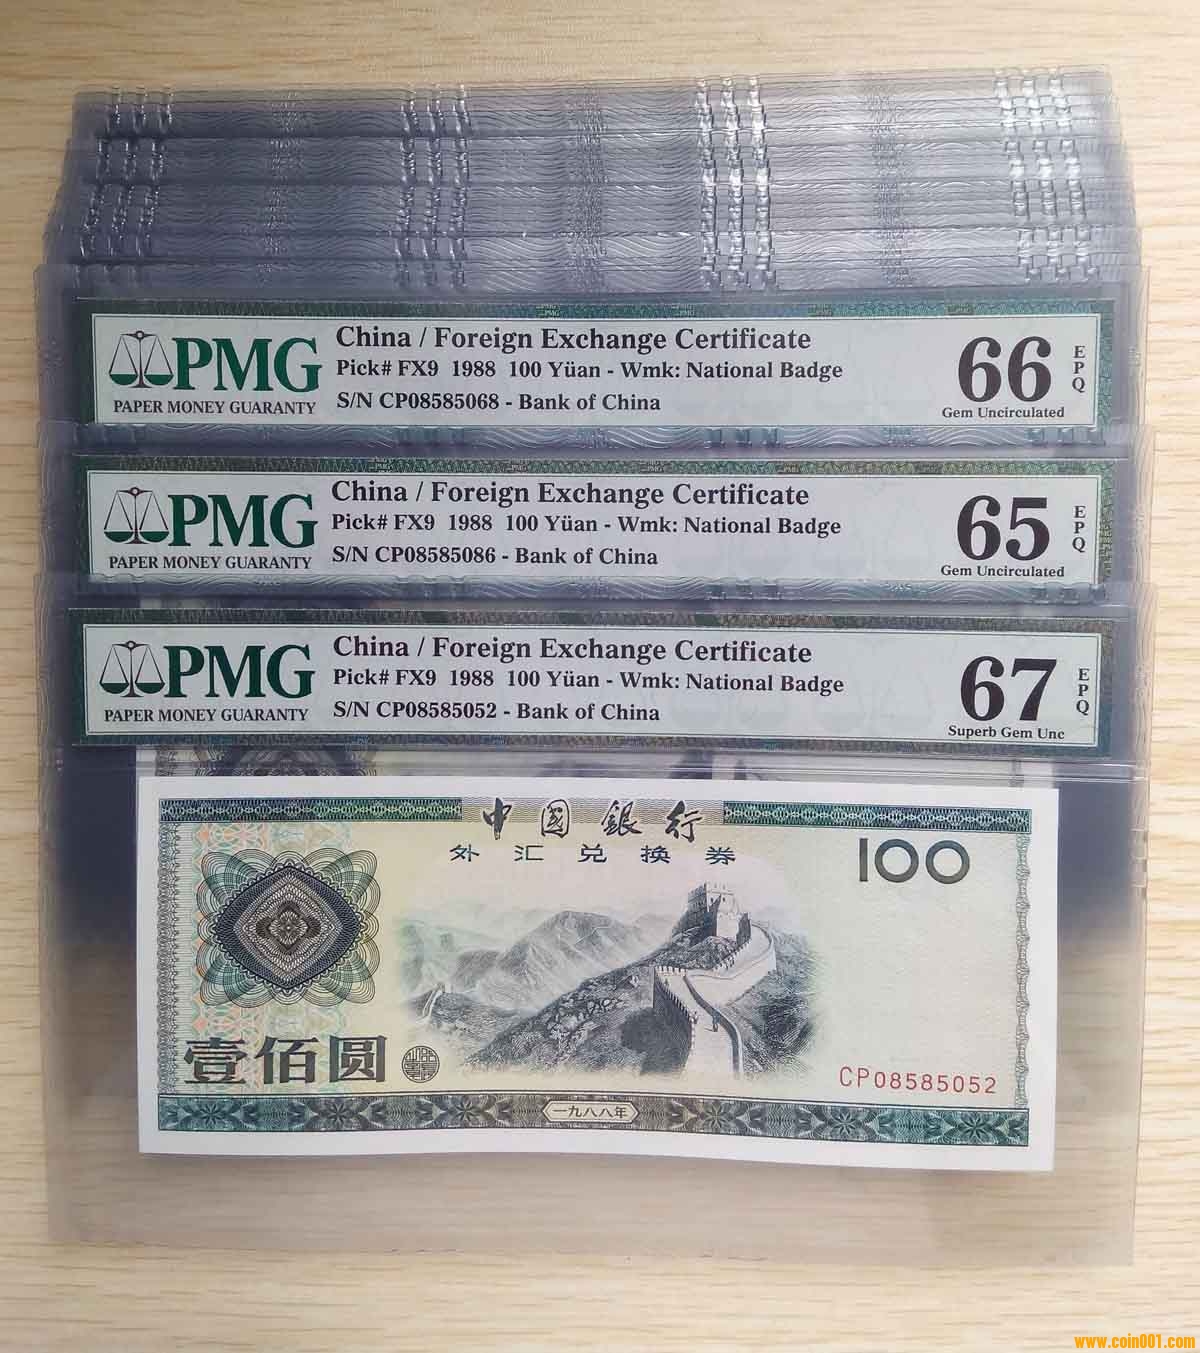 PMG
PAPER MONEY GUARANTY
China / Foreign Exchange Certificate
Pick# FX9 1988 100 Yüan - Wmk: National Badge
S/N CP08585068 - Bank of China
66
EPQ
Gem Uncirculated
PMG
PAPER MONEY GUARANTY
China / Foreign Exchange Certificate
Pick# FX9 1988 100 Yüan - Wmk: National Badge
S/N CP08585086 - Bank of China
65
EPQ
Gem Uncirculated
PMG
PAPER MONEY GUARANTY
China / Foreign Exchange Certificate
Pick# FX9 1988 100 Yüan - Wmk: National Badge
S/N CP08585052 - Bank of China
67
EPQ
Superb Gem Unc
中國銀行
外汇兑换券
100
壹佰圆
CP08585052
一九八八年
www.coin001.com